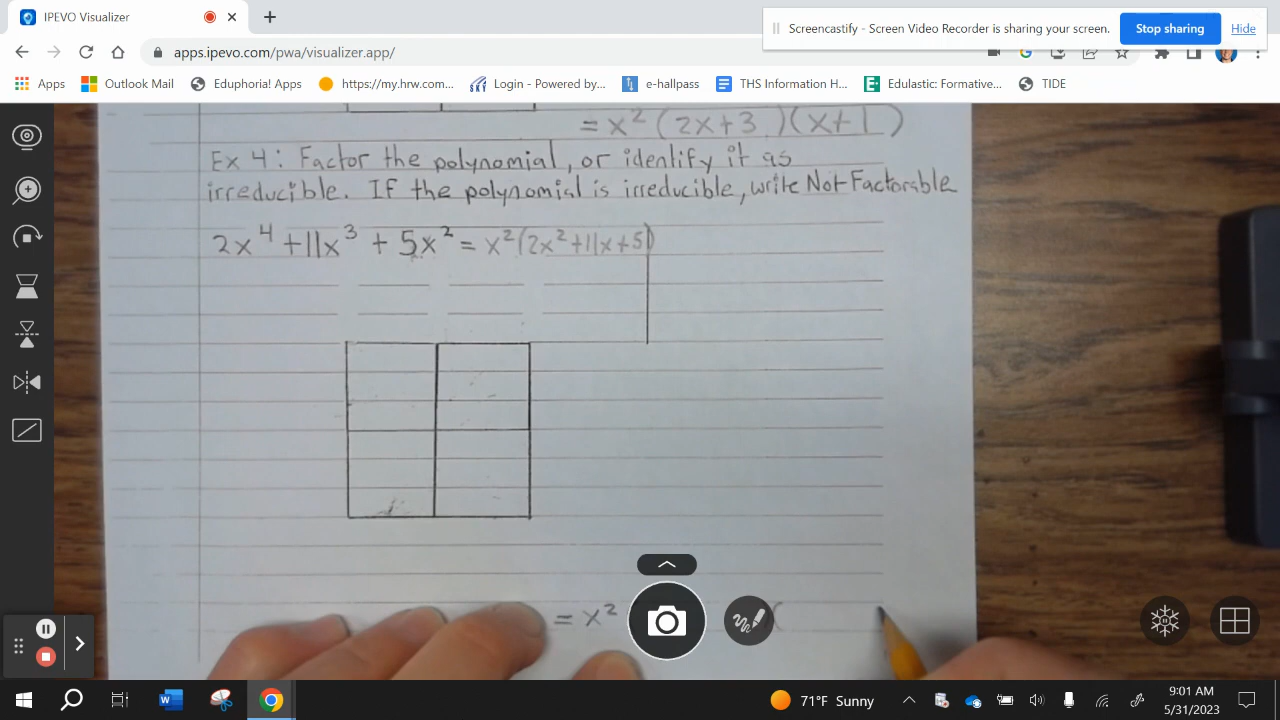 IPEVO Visualizer
Screencastify - Screen Video Recorder is sharing your screen. Stop sharing Hide
apps.ipevo.com/pwa/visualizer.app/
Apps Outlook Mail Eduphoria! Ap... https://my.hrw.com... Login - Powered by... e-hallpass THS Information H... Edulastic: Formative... TIDE
= x² (2x+3)(x+1)
Ex 4: Factor the polynomial, or identify it as
irreducible. If the polynomial is irreducible, write Not Factorable
2x⁴ +11x³ + 5x² = x²(2x²+11x+5)
= x² (
71°F Sunny
9:01 AM
5/31/2023